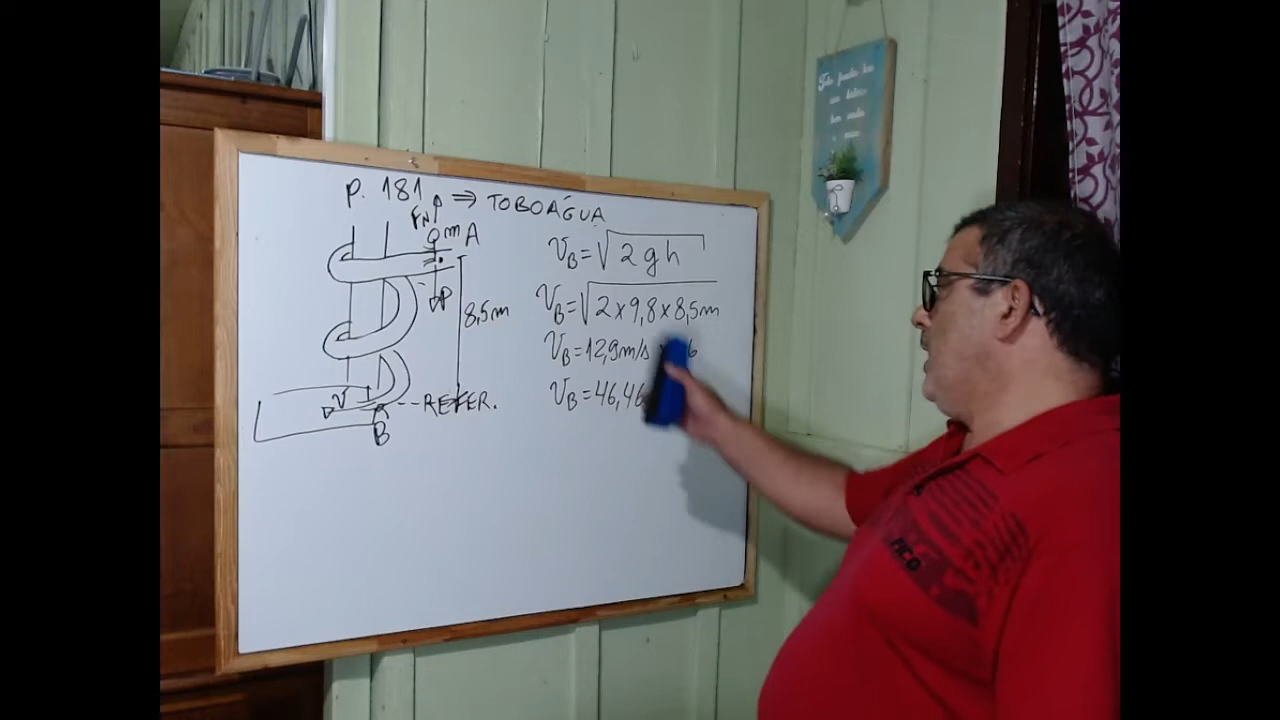 p. 181 ⇒ TOBOÁGUA
FN
m A
P
8,5m
V
REFER.
B
VB=√2gh
VB=√2×9,8×8,5m
VB=12,9m/s
VB=46,46
FICO